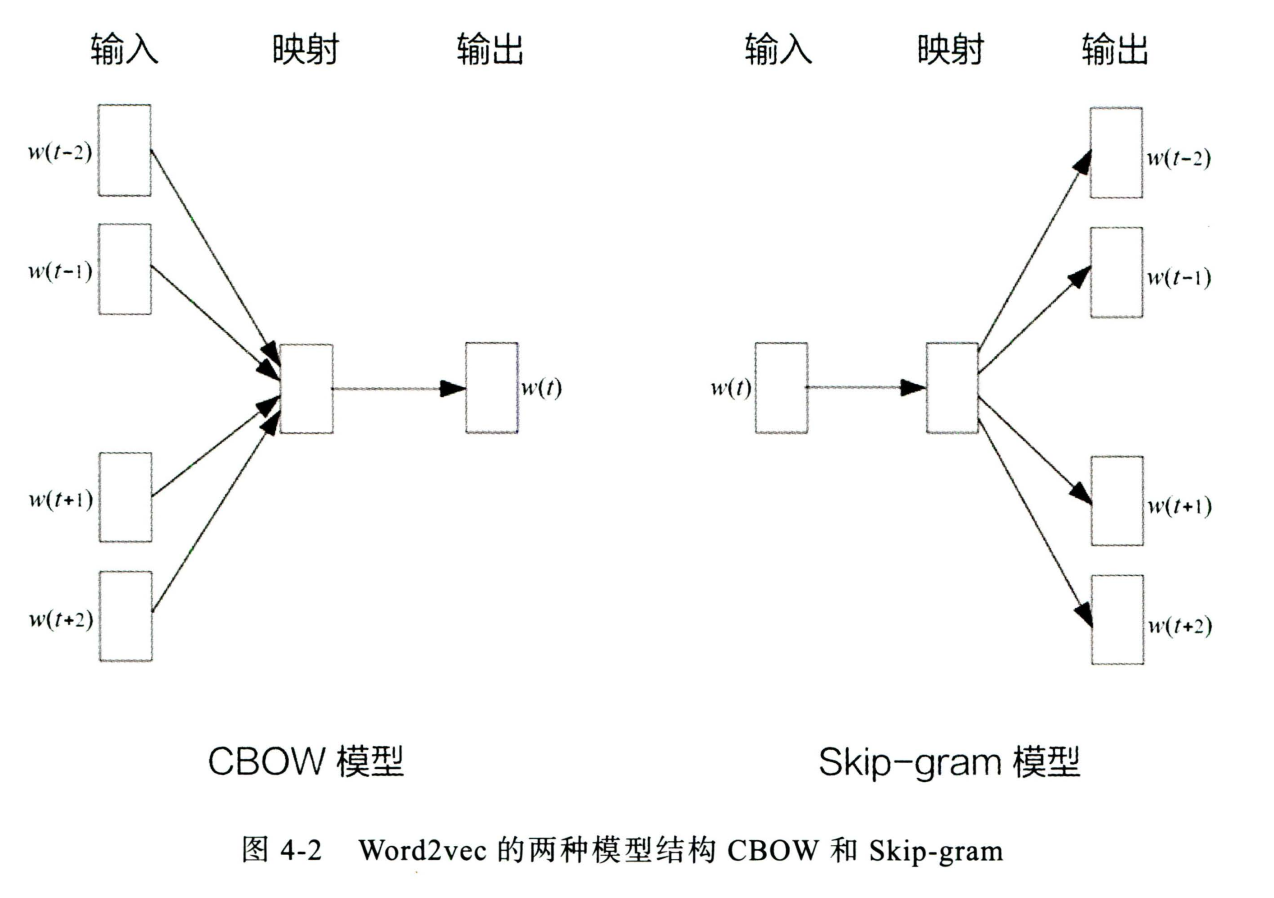 输入 映射 输出 输入 映射 输出
w(t-2) w(t-2)
w(t-1) w(t-1)
w(t) w(t)
w(t+1) w(t+1)
w(t+2) w(t+2)
CBOW 模型 Skip-gram 模型
图 4-2 Word2vec 的两种模型结构 CBOW 和 Skip-gram